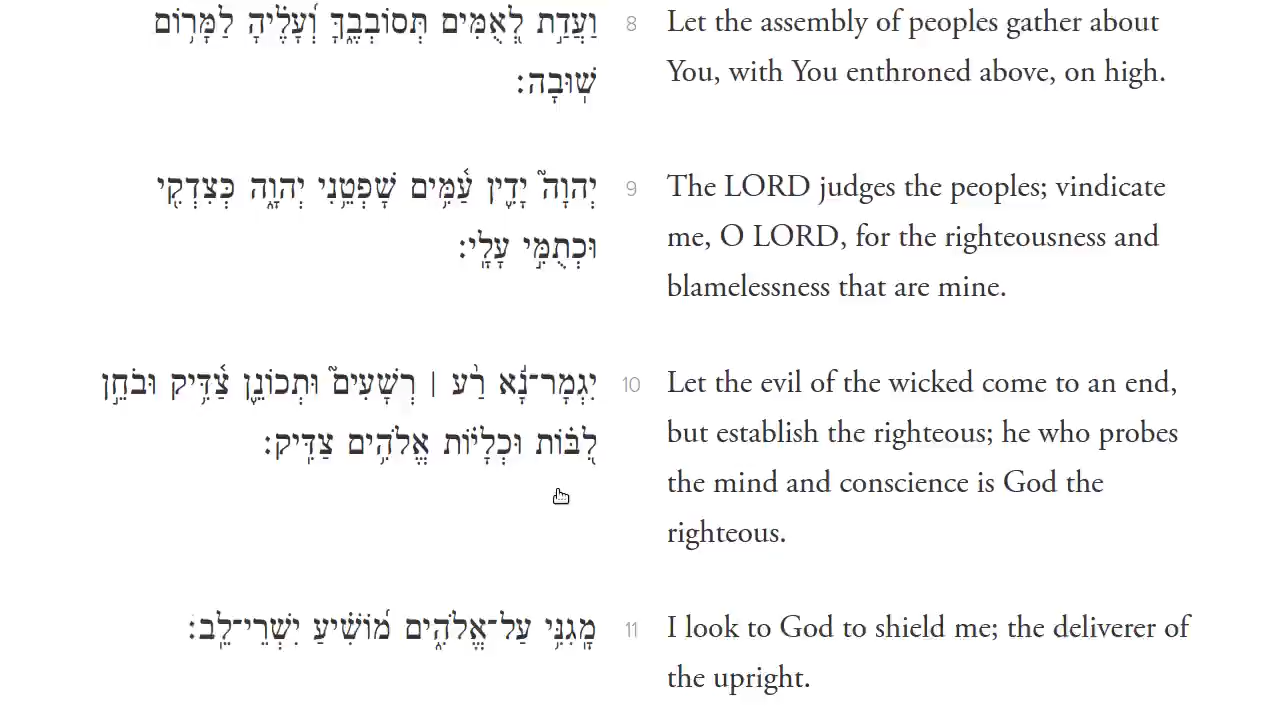 וַעֲדַ֣ת לְ֭אֻמִּים תְּסוֹבְבֶ֑ךָּ וְ֝עָלֶ֗יהָ לַמָּר֥וֹם
שֽׁוּבָה׃
8
Let the assembly of peoples gather about
You, with You enthroned above, on high.
יְהוָה֮ יָדִ֪ין עַ֫מִּ֥ים שָׁפְטֵ֥נִי יְהוָ֑ה כְּצִדְקִ֖י
וּכְתֻמִּ֣י עָלָֽי׃
9
The LORD judges the peoples; vindicate
me, O LORD, for the righteousness and
blamelessness that are mine.
יִגְמָר־נָ֬א רַ֨ע ׀ רְשָׁעִים֮ וּתְכוֹנֵ֪ן צַ֫דִּ֥יק וּבֹחֵ֣ן
לִ֭בּ֗וֹת וּכְלָי֗וֹת אֱלֹהִ֥ים צַדִּֽיק׃
10
Let the evil of the wicked come to an end,
but establish the righteous; he who probes
the mind and conscience is God the
righteous.
מָֽגִנִּ֥י עַל־אֱלֹהִ֑ים מ֝וֹשִׁ֗יעַ יִשְׁרֵי־לֵֽב׃
11
I look to God to shield me; the deliverer of
the upright.